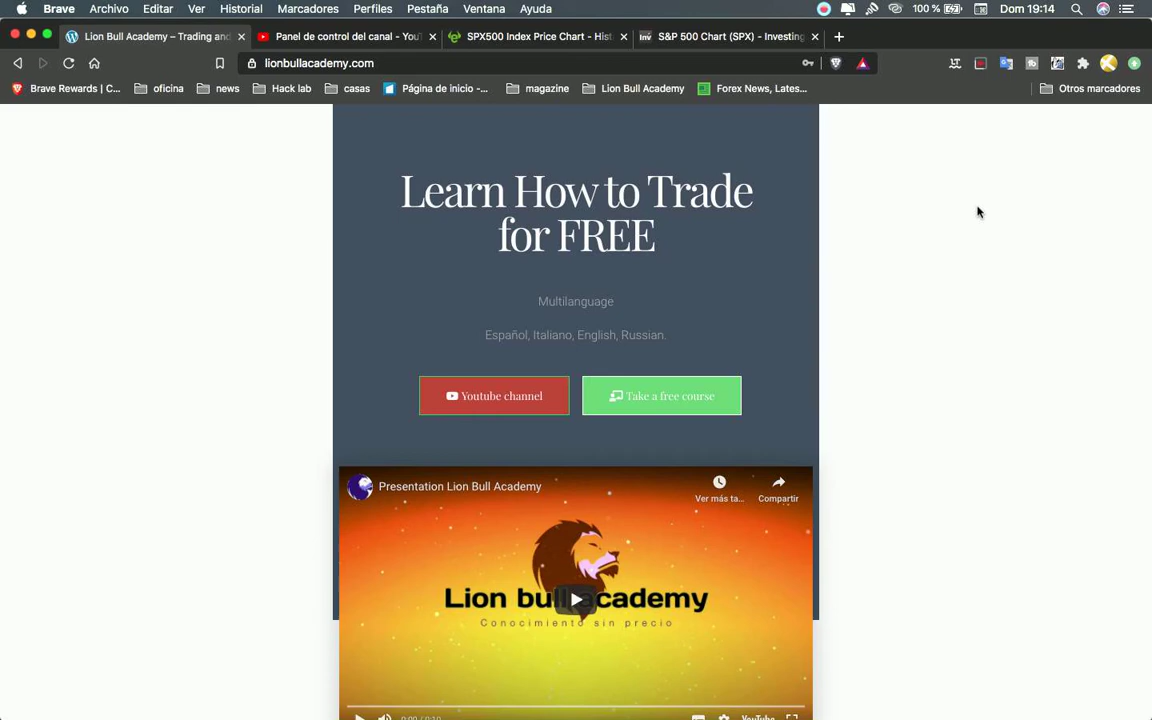 Brave Archivo Editar Ver Historial Marcadores Perfiles Pestaña Ventana Ayuda 100 % Dom 19:14
Lion Bull Academy – Trading and Panel de control del canal - YouT SPX500 Index Price Chart - Hist S&P 500 Chart (SPX) - Investing
lionbullacademy.com
Brave Rewards | C... oficina news Hack lab casas Página de inicio -... magazine Lion Bull Academy Forex News, Lates... Otros marcadores
Learn How to Trade
for FREE
Multilanguage
Español, Italiano, English, Russian.
Youtube channel Take a free course
Presentation Lion Bull Academy
Ver más ta... Compartir
Lion bull academy
Conocimiento sin precio
YouTube